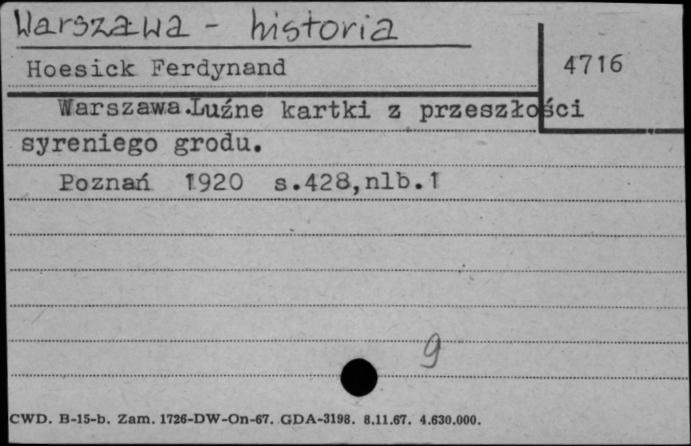 Warszawa - historia
Hoesick Ferdynand
4716
Warszawa.Luźne kartki z przeszłości
syreniego grodu.
Poznań 1920 s.428,nlb.1
9
CWD. B-15-b. Zam. 1726-DW-On-67. GDA-3198. 8.11.67. 4.630.000.